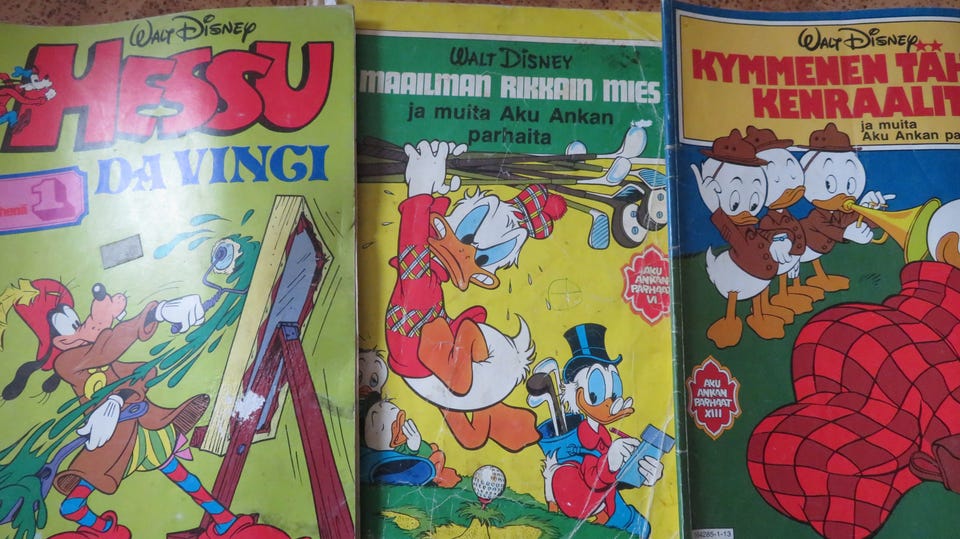 WALT DISNEY
HESSU
DA VINCI
1
WALT DISNEY
MAAILMAN RIKKAIN MIES
ja muita Aku Ankan
parhaita
AKU
ANKAN
PARHAAT
VI
WALT DISNEY
KYMMENEN TÄH
KENRAALIT
ja muita
Aku Ankan pa
AKU
ANKAN
PARHAAT
XIII